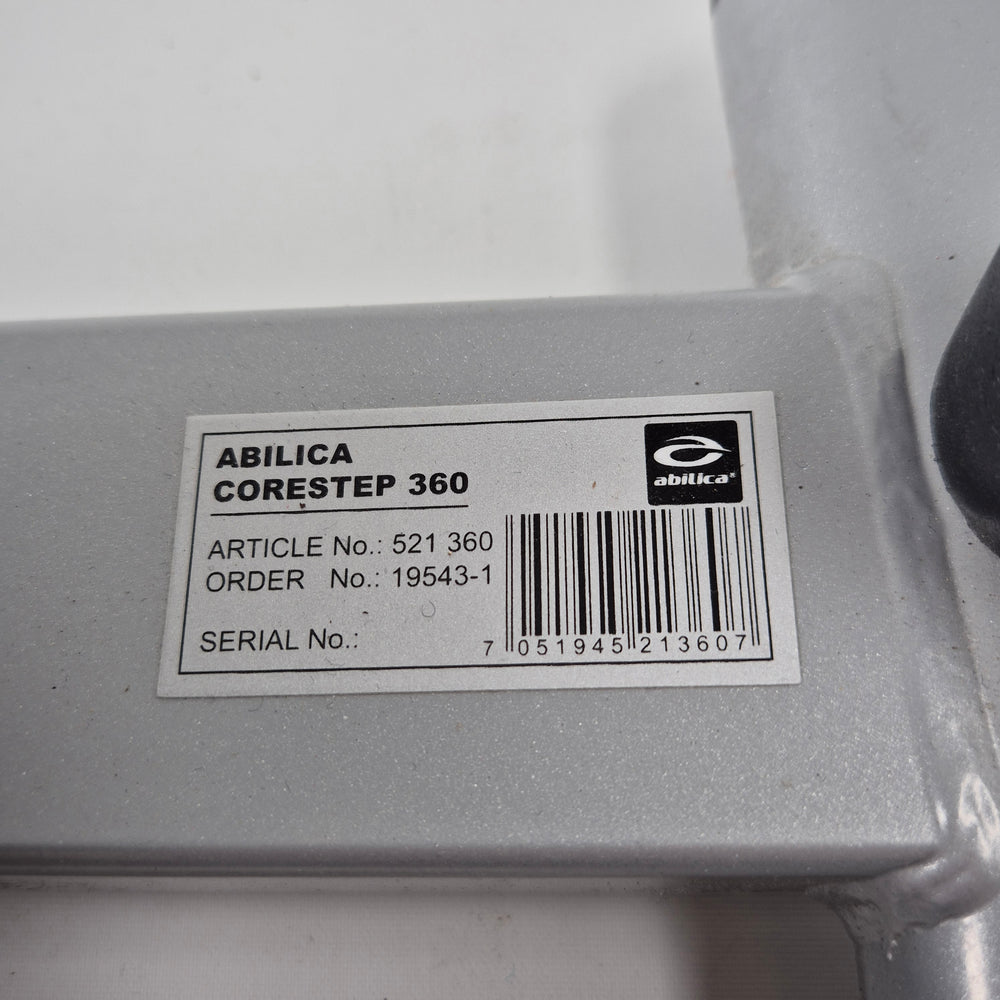 ABILICA
CORESTEP 360
abilica®
ARTICLE No.: 521 360
ORDER No.: 19543-1
SERIAL No.:
7 051945 213607